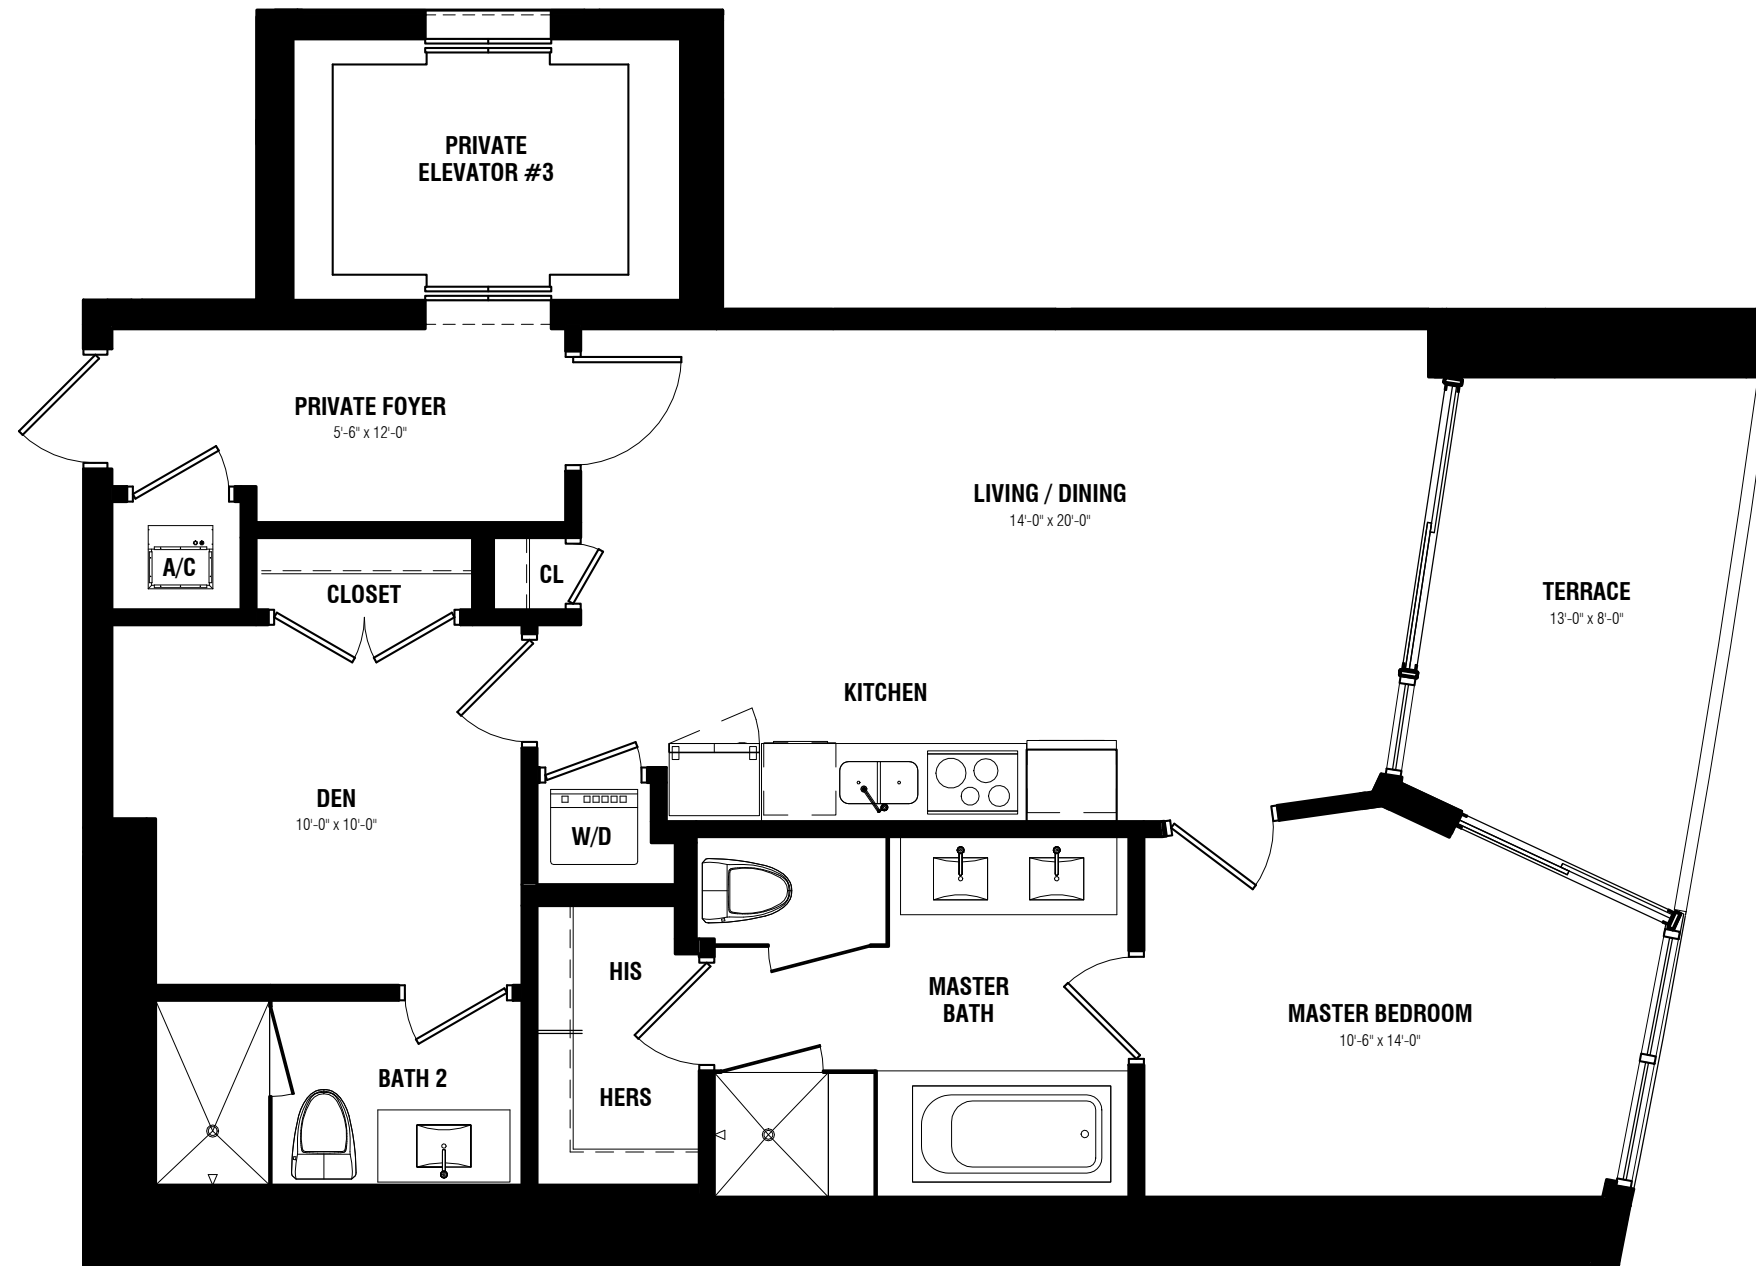 PRIVATE
ELEVATOR #3
PRIVATE FOYER
5'-6" x 12'-0"
LIVING / DINING
14'-0" x 20'-0"
A/C
CLOSET
CL
TERRACE
13'-0" x 8'-0"
KITCHEN
DEN
10'-0" x 10'-0"
W/D
HIS
MASTER
BATH
MASTER BEDROOM
10'-6" x 14'-0"
BATH 2
HERS